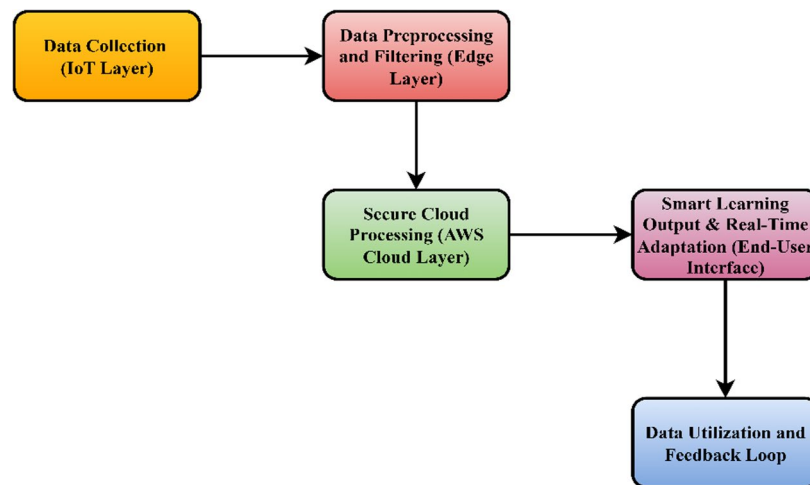 Data Collection
(IoT Layer)
Data Preprocessing
and Filtering (Edge
Layer)
Secure Cloud
Processing (AWS
Cloud Layer)
Smart Learning
Output & Real-Time
Adaptation (End-User
Interface)
Data Utilization and
Feedback Loop